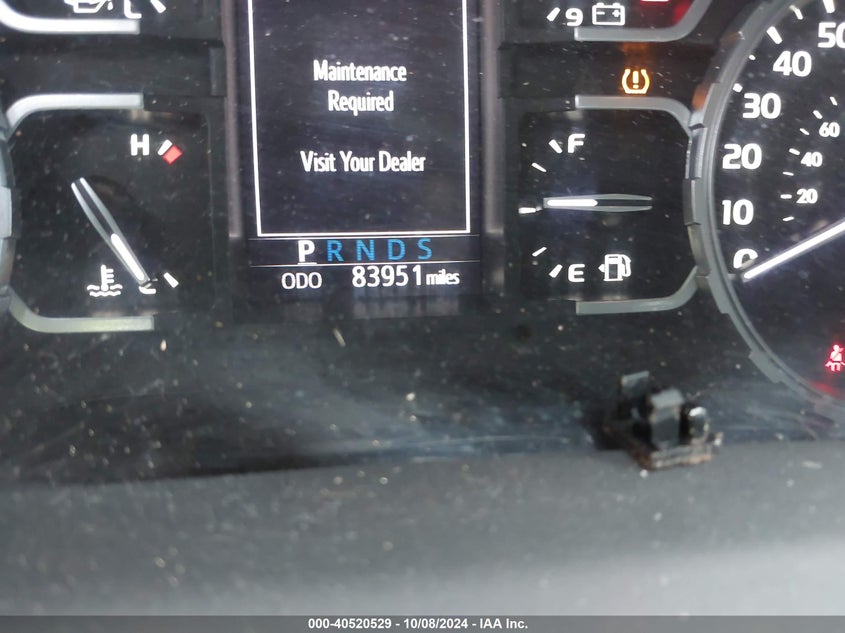 L
9
50
Maintenance
Required
40
30
60
H
F
Visit Your Dealer
20
40
20
10
P R N D S
0
E
C
ODO 83951 miles
000-40520529 - 10/08/2024 - IAA Inc.